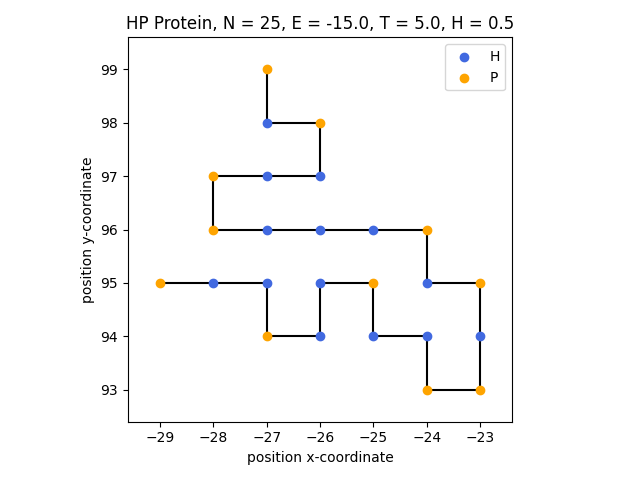 HP Protein, N = 25, E = -15.0, T = 5.0, H = 0.5
H
P
99
98
97
96
95
94
93
position y-coordinate
−29 −28 −27 −26 −25 −24 −23
position x-coordinate